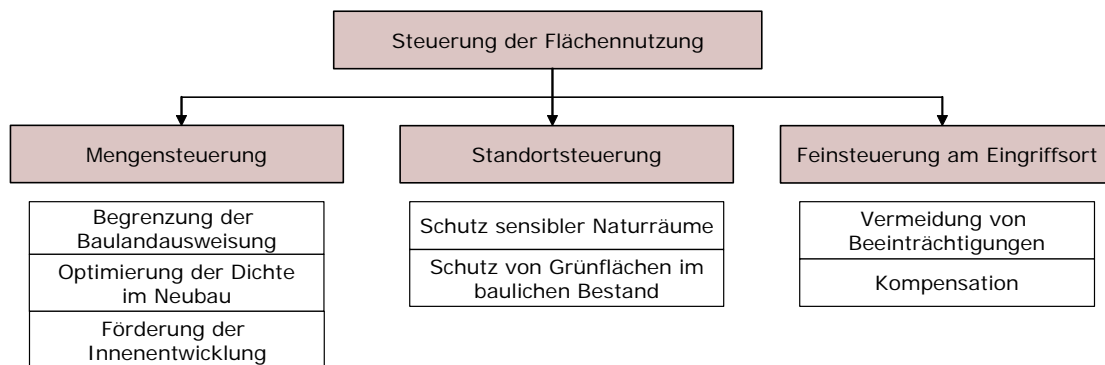 Steuerung der Flächennutzung
Mengensteuerung
Begrenzung der
Baulandausweisung
Optimierung der Dichte
im Neubau
Förderung der
Innenentwicklung
Standortsteuerung
Schutz sensibler Naturräume
Schutz von Grünflächen im
baulichen Bestand
Feinsteuerung am Eingriffsort
Vermeidung von
Beeinträchtigungen
Kompensation